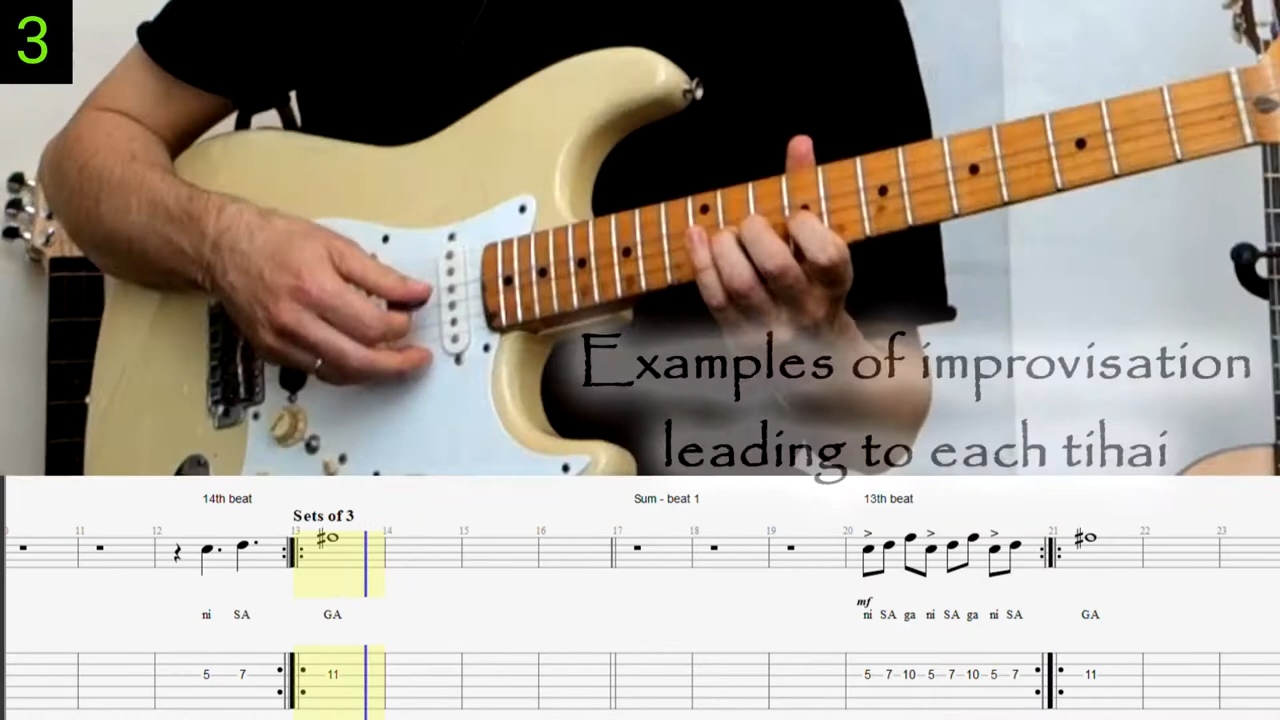 3
Examples of improvisation
leading to each tihai
14th beat Sum - beat 1 13th beat
Sets of 3
11 12 13 14 15 16 17 18 19 20 21 22 23
mf
ni SA GA ni SA ga ni SA ga ni SA GA
5 7 11 5 7 10 5 7 10 5 7 11